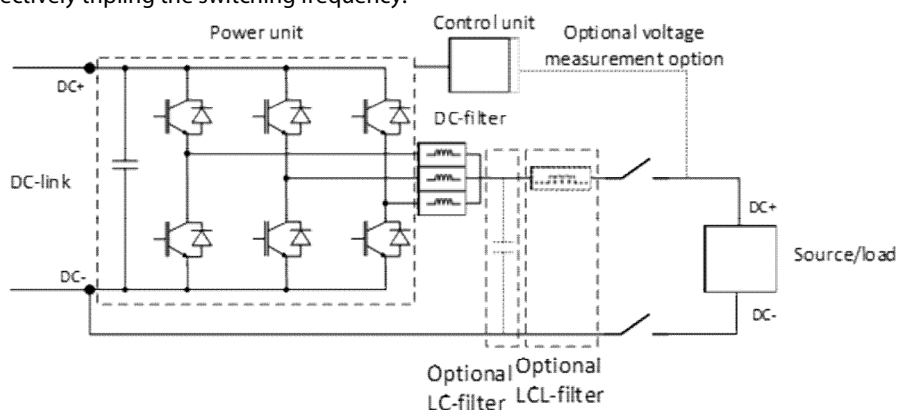 ectively tripling the switching frequency.
Power unit
Control unit
Optional voltage
measurement option
DC+
DC-filter
DC-link
DC+
Source/load
DC-
DC-
Optional
LC-filter
Optional
LCL-filter